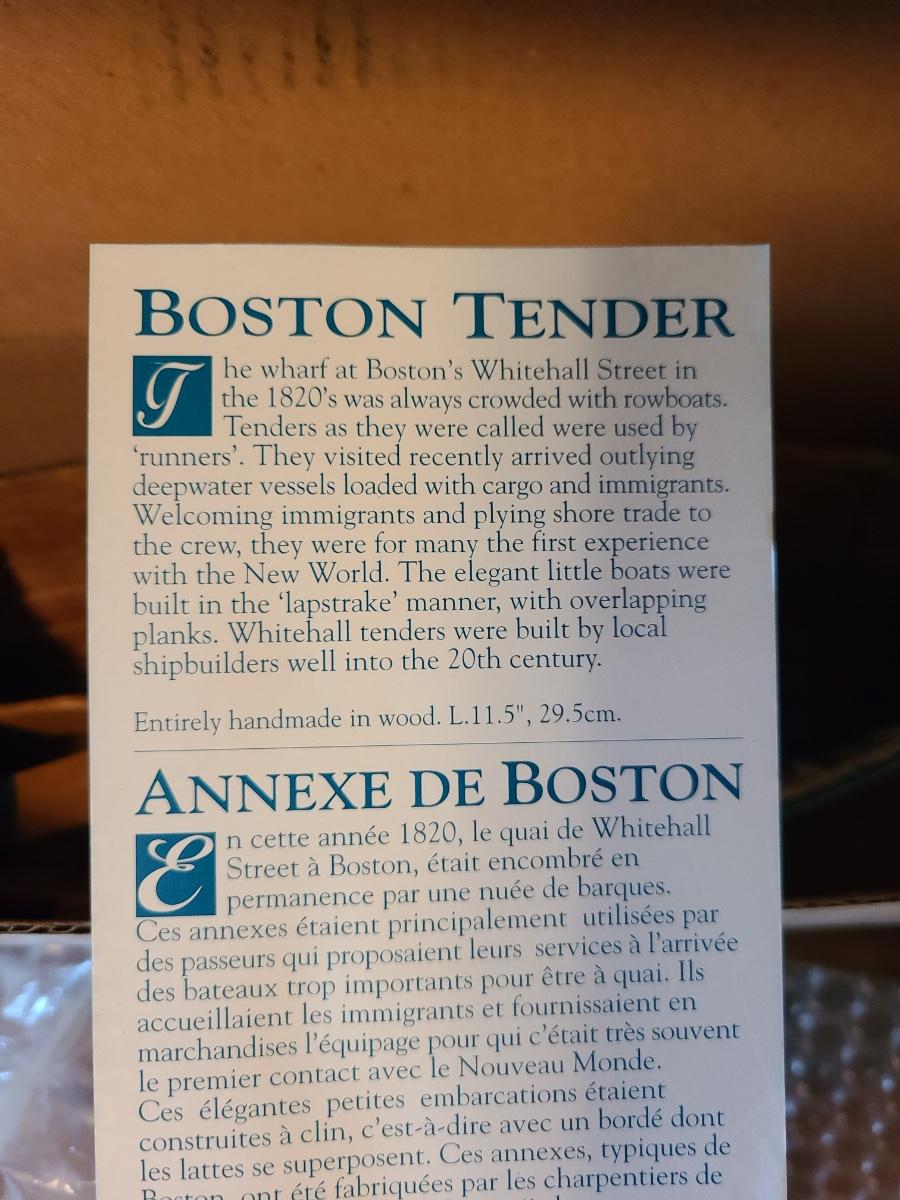 BOSTON TENDER
The wharf at Boston's Whitehall Street in
the 1820's was always crowded with rowboats.
Tenders as they were called were used by
'runners'. They visited recently arrived outlying
deepwater vessels loaded with cargo and immigrants.
Welcoming immigrants and plying shore trade to
the crew, they were for many the first experience
with the New World. The elegant little boats were
built in the 'lapstrake' manner, with overlapping
planks. Whitehall tenders were built by local
shipbuilders well into the 20th century.
Entirely handmade in wood. L.11.5", 29.5cm.
ANNEXE DE BOSTON
En cette année 1820, le quai de Whitehall
Street à Boston, était encombré en
permanence par une nuée de barques.
Ces annexes étaient principalement utilisées par
des passeurs qui proposaient leurs services à l'arrivée
des bateaux trop importants pour être à quai. Ils
accueillaient les immigrants et fournissaient en
marchandises l'équipage pour qui c'était très souvent
le premier contact avec le Nouveau Monde.
Ces élégantes petites embarcations étaient
construites à clin, c'est-à-dire avec un bordé dont
les lattes se superposent. Ces annexes, typiques de
Boston, ont été fabriquées par les charpentiers de